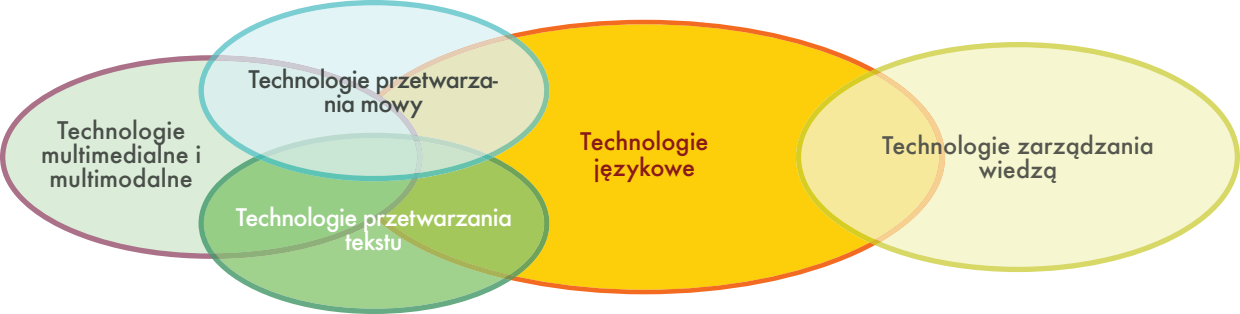 Technologie przetwarza-
nia mowy
Technologie
multimedialne i
multimodalne
Technologie przetwarzania
tekstu
Technologie
językowe
Technologie zarządzania
wiedzą